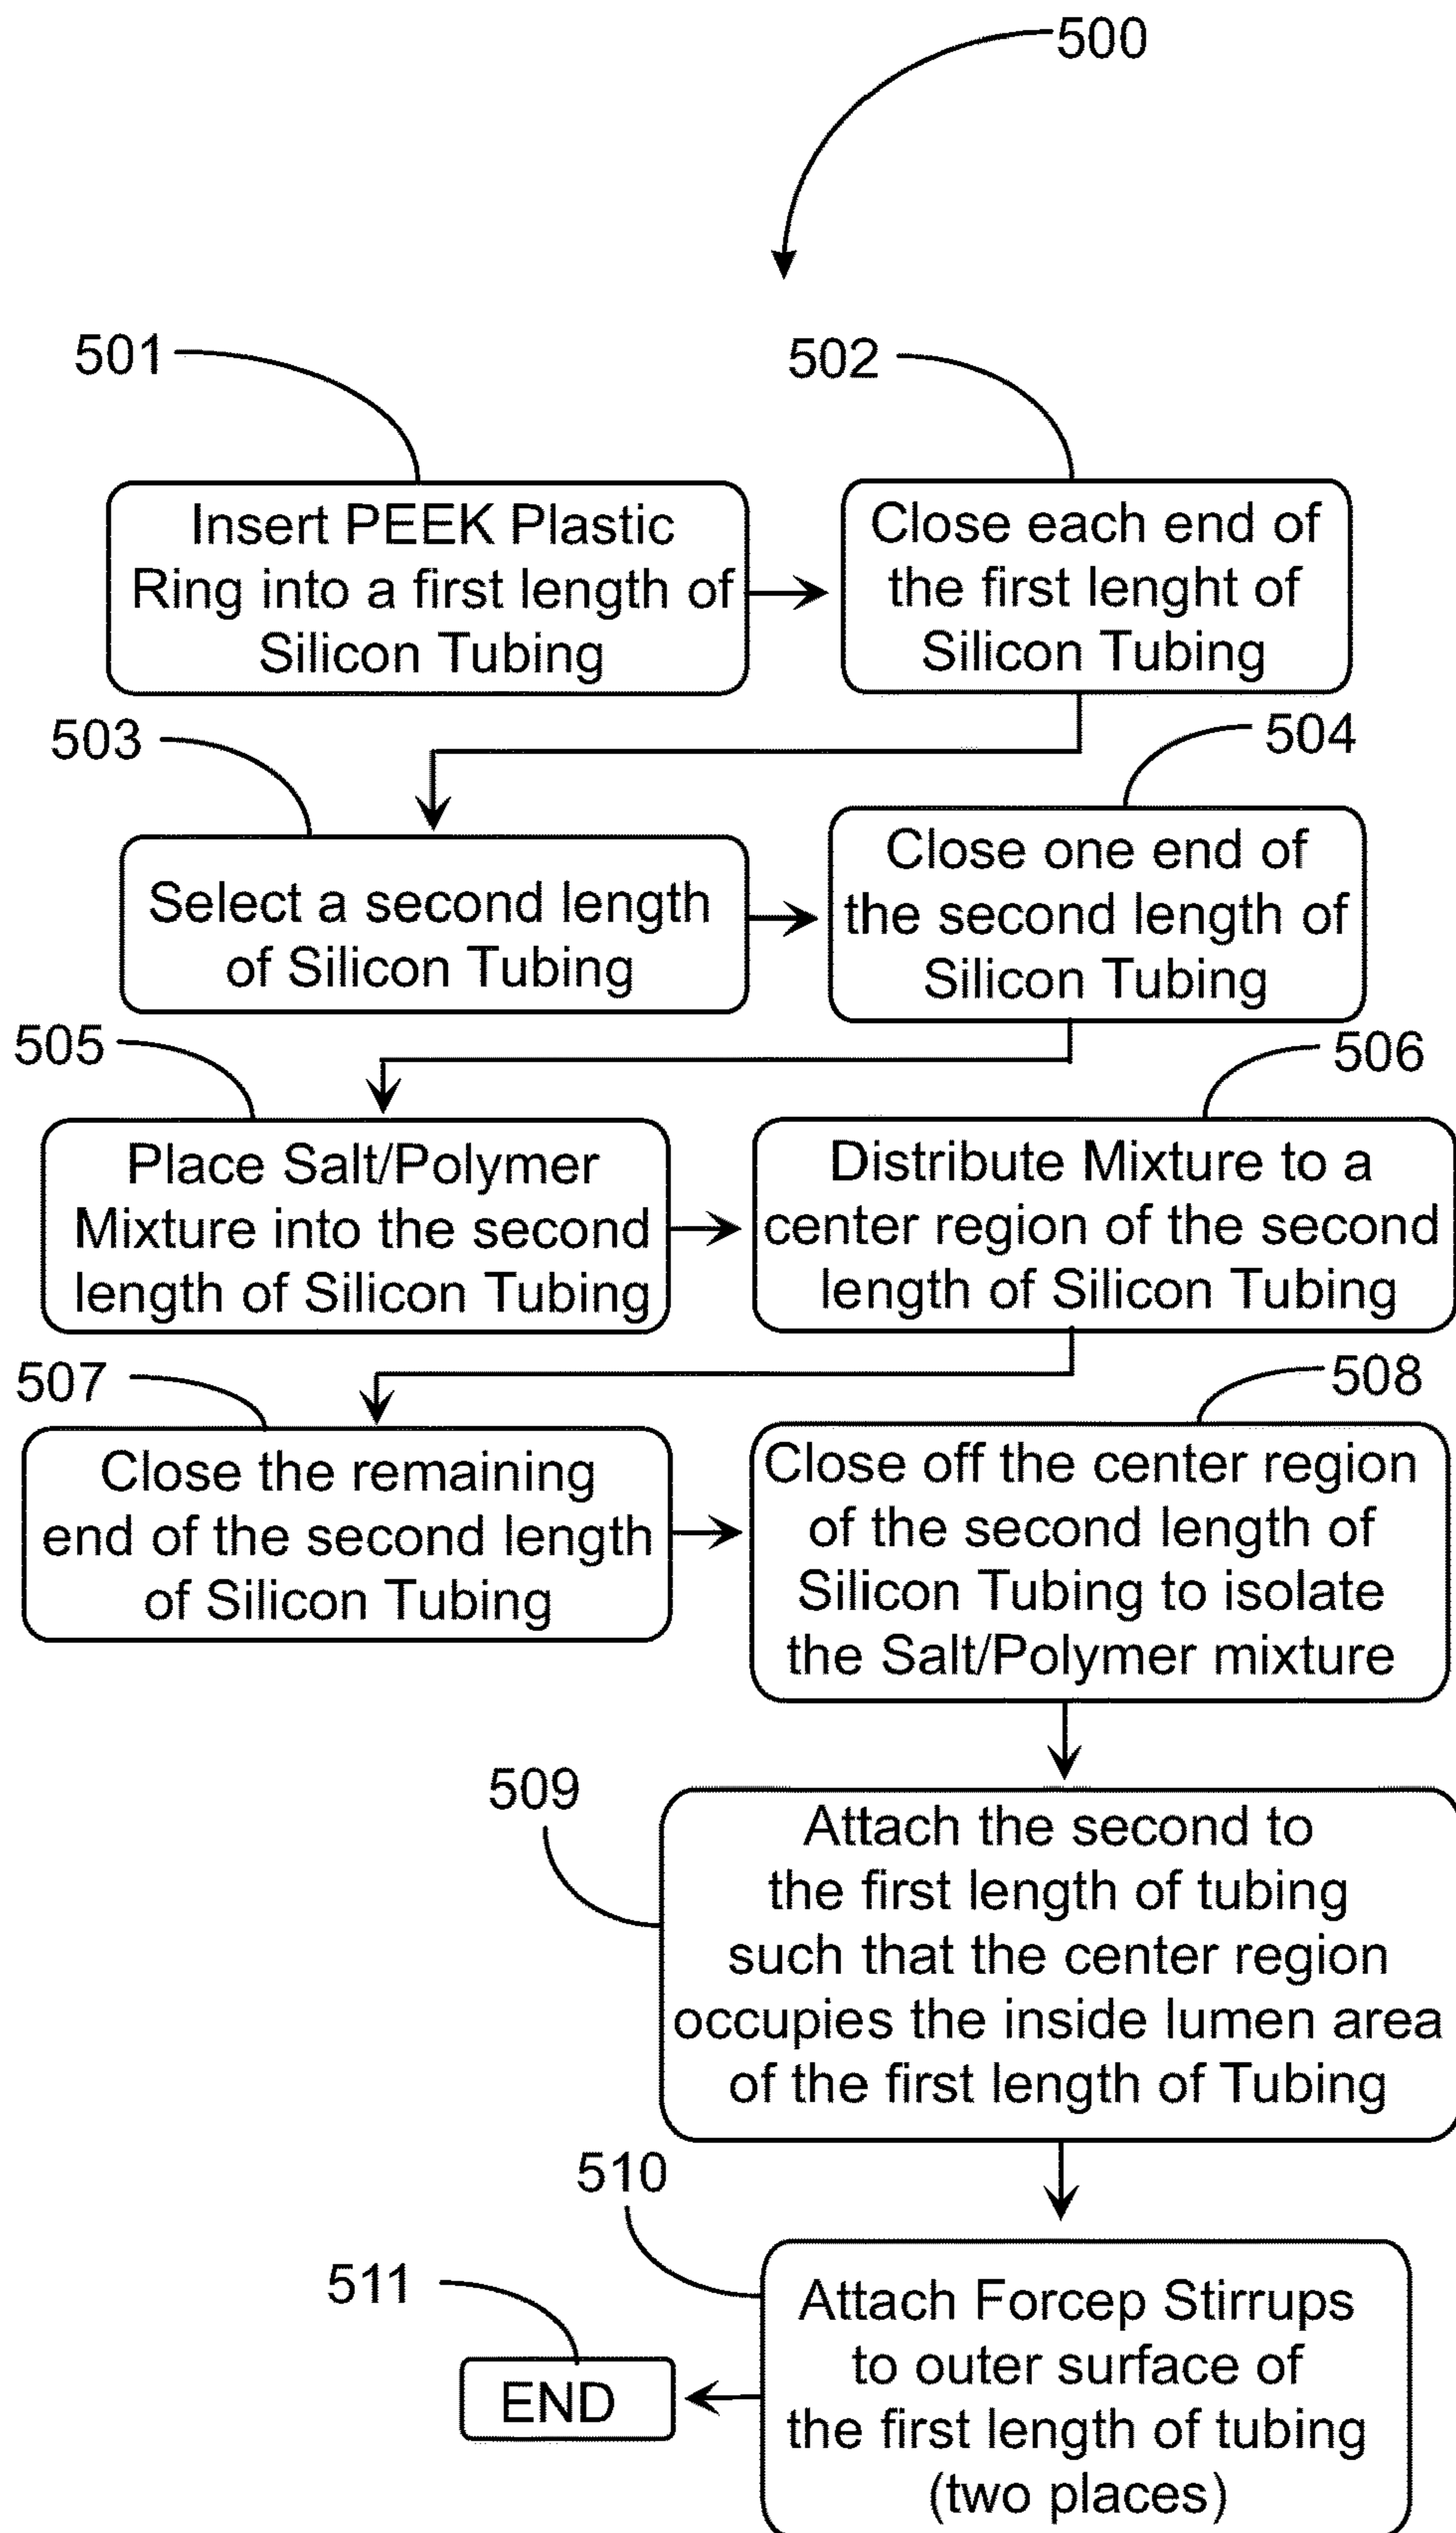 500
501
502
Insert PEEK Plastic
Ring into a first length of
Silicon Tubing
Close each end of
the first lenght of
Silicon Tubing
503
504
Select a second length
of Silicon Tubing
Close one end of
the second length of
Silicon Tubing
505
506
Place Salt/Polymer
Mixture into the second
length of Silicon Tubing
Distribute Mixture to a
center region of the second
length of Silicon Tubing
507
508
Close the remaining
end of the second length
of Silicon Tubing
Close off the center region
of the second length of
Silicon Tubing to isolate
the Salt/Polymer mixture
509
Attach the second to
the first length of tubing
such that the center region
occupies the inside lumen area
of the first length of Tubing
510
Attach Forcep Stirrups
to outer surface of
the first length of tubing
(two places)
511
END